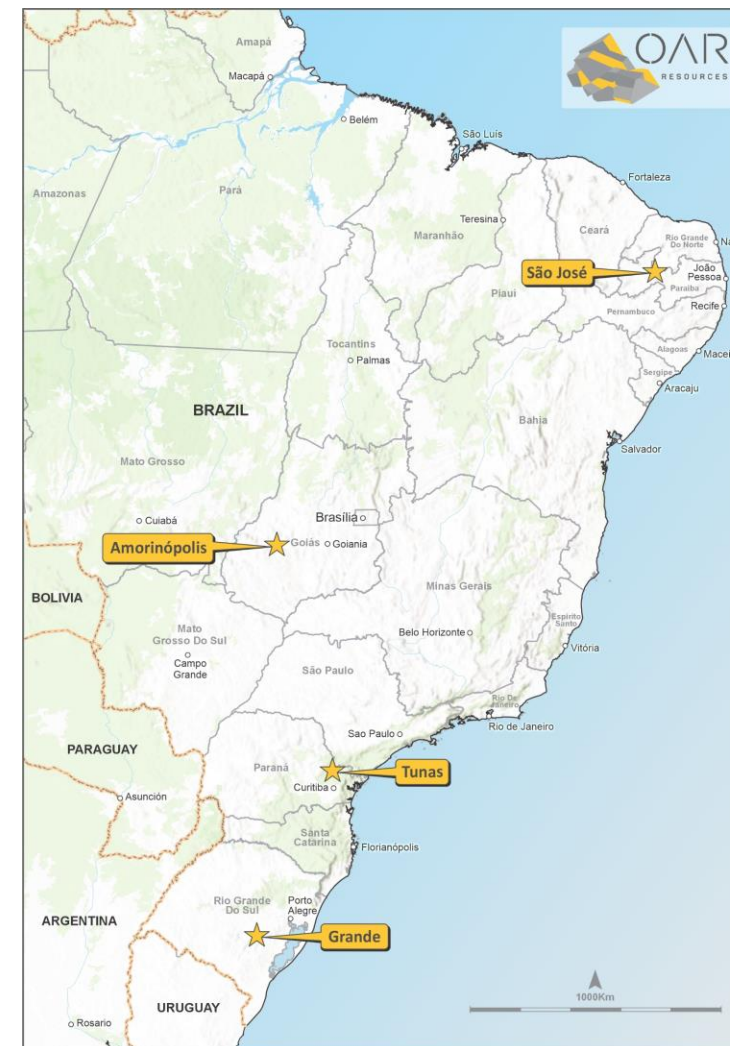 OAR
RESOURCES
Amapá
Macapá
Belém
São Luís
Fortaleza
Amazonas
Pará
Teresina
Maranhão
Ceará
Rio Grande
Do Norte
Na
São José
João
Pessoa
Paraiba
Piauí
Pernambuco
Recife
Tocantins
Palmas
Alagoas
Macei
Sergipe
Aracaju
BRAZIL
Bahia
Salvador
Mato Grosso
Cuiabá
Brasília
Amorinópolis
Goiás
Goiania
BOLIVIA
Minas Gerais
Mato
Grosso Do Sul
Campo
Grande
Belo Horizonte
Espirito
Santo
Vitória
São Paulo
Rio De
Janeiro
Rio de Janeiro
Sao Paulo
PARAGUAY
Paraná
Tunas
Curitiba
Asunción
Santa
Catarina
Florianópolis
Rio Grande
Do Sul
Porto
Alegre
ARGENTINA
Grande
URUGUAY
1000Km
Rosario